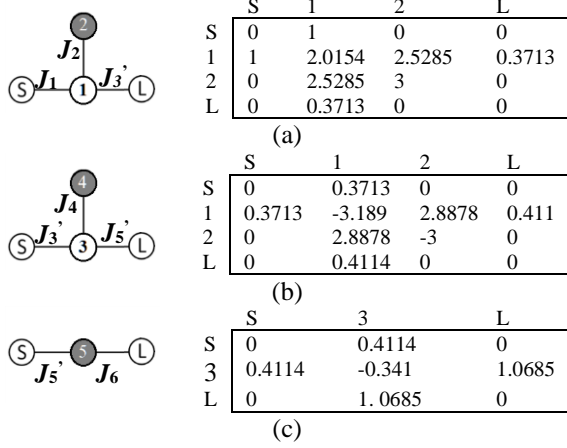 2
J2
S J1 1 J3' L
S 1 2 L
S 0 1 0 0
1 1 2.0154 2.5285 0.3713
2 0 2.5285 3 0
L 0 0.3713 0 0
(a)
4
J4
S J3' 3 J5' L
S 1 2 L
S 0 0.3713 0 0
1 0.3713 -3.189 2.8878 0.411
2 0 2.8878 -3 0
L 0 0.4114 0 0
(b)
S 5 L
J5' J6
S 3 L
S 0 0.4114 0
3 0.4114 -0.341 1.0685
L 0 1. 0685 0
(c)